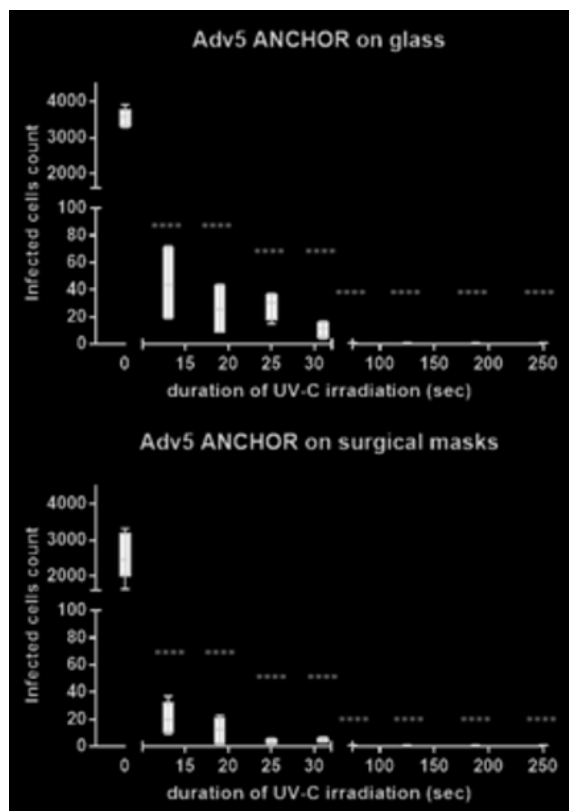 Adv5 ANCHOR on glass
Infected cells count
4000
3000
2000
100
80
60
40
20
0
**** **** **** **** **** **** **** ****
0 15 20 25 30 100 150 200 250
duration of UV-C irradiation (sec)
Adv5 ANCHOR on surgical masks
Infected cells count
4000
3000
2000
100
80
60
40
20
0
**** **** **** **** **** **** **** ****
0 15 20 25 30 100 150 200 250
duration of UV-C irradiation (sec)